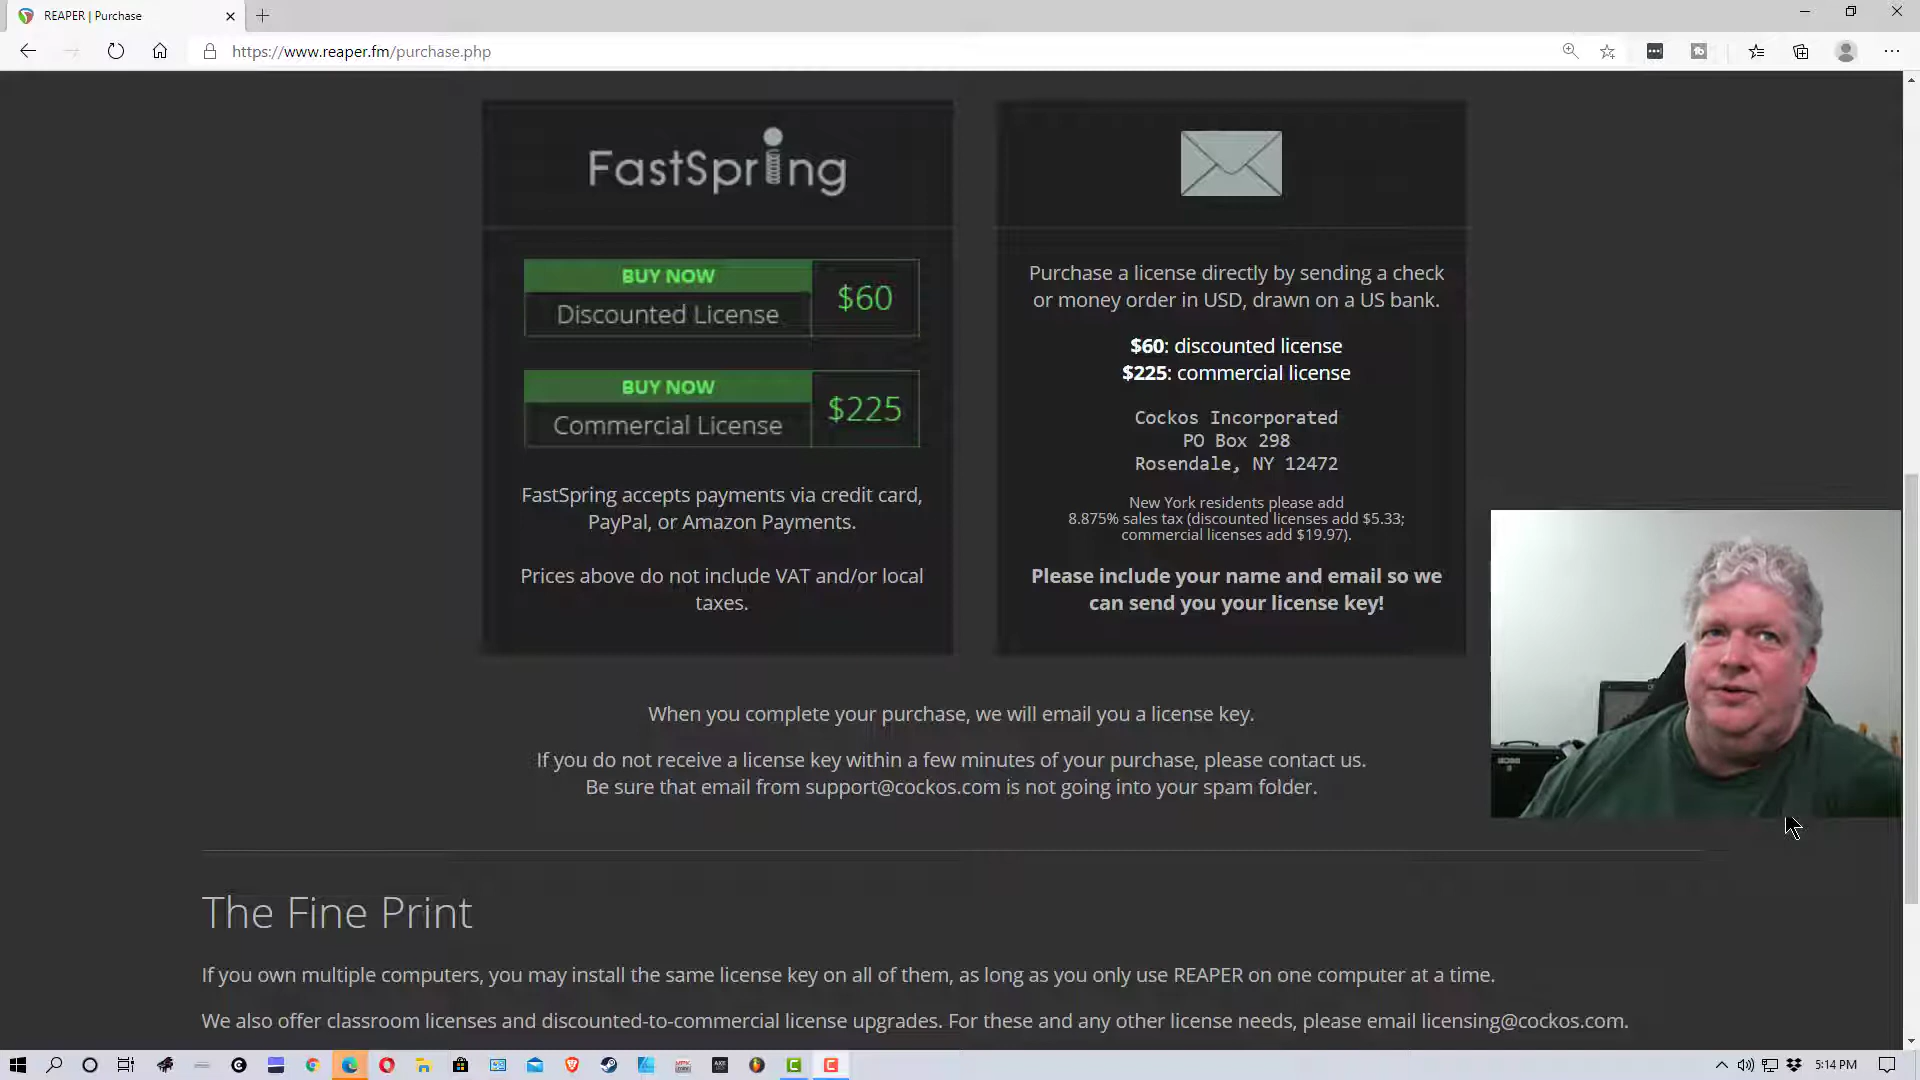 REAPER | Purchase
https://www.reaper.fm/purchase.php
FastSpring
BUY NOW
Discounted License
$60
BUY NOW
Commercial License
$225
FastSpring accepts payments via credit card,
PayPal, or Amazon Payments.
Prices above do not include VAT and/or local
taxes.
Purchase a license directly by sending a check
or money order in USD, drawn on a US bank.
$60: discounted license
$225: commercial license
Cockos Incorporated
PO Box 298
Rosendale, NY 12472
New York residents please add
8.875% sales tax (discounted licenses add $5.33;
commercial licenses add $19.97).
Please include your name and email so we
can send you your license key!
When you complete your purchase, we will email you a license key.
If you do not receive a license key within a few minutes of your purchase, please contact us.
Be sure that email from support@cockos.com is not going into your spam folder.
The Fine Print
If you own multiple computers, you may install the same license key on all of them, as long as you only use REAPER on one computer at a time.
We also offer classroom licenses and discounted-to-commercial license upgrades. For these and any other license needs, please email licensing@cockos.com.
5:14 PM